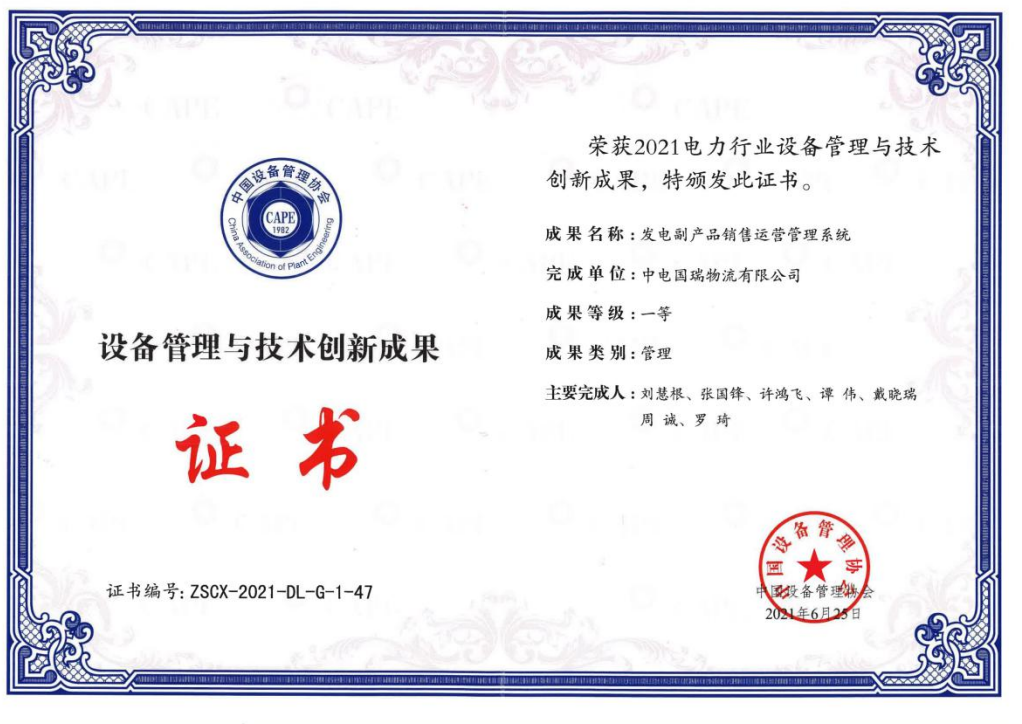 中国设备管理协会
CAPE
1982
China Association of Plant Engineering
设备管理与技术创新成果
证书
证书编号: ZSCX-2021-DL-G-1-47
荣获2021电力行业设备管理与技术
创新成果，特颁发此证书。
成果名称：发电副产品销售运营管理系统
完成单位：中电国瑞物流有限公司
成果等级：一等
成果类别：管理
主要完成人：刘慧根、张国锋、许鸿飞、谭 伟、戴晓瑞
周 诚、罗 琦
中国设备管理协会
中国设备管理协会
2021年6月25日